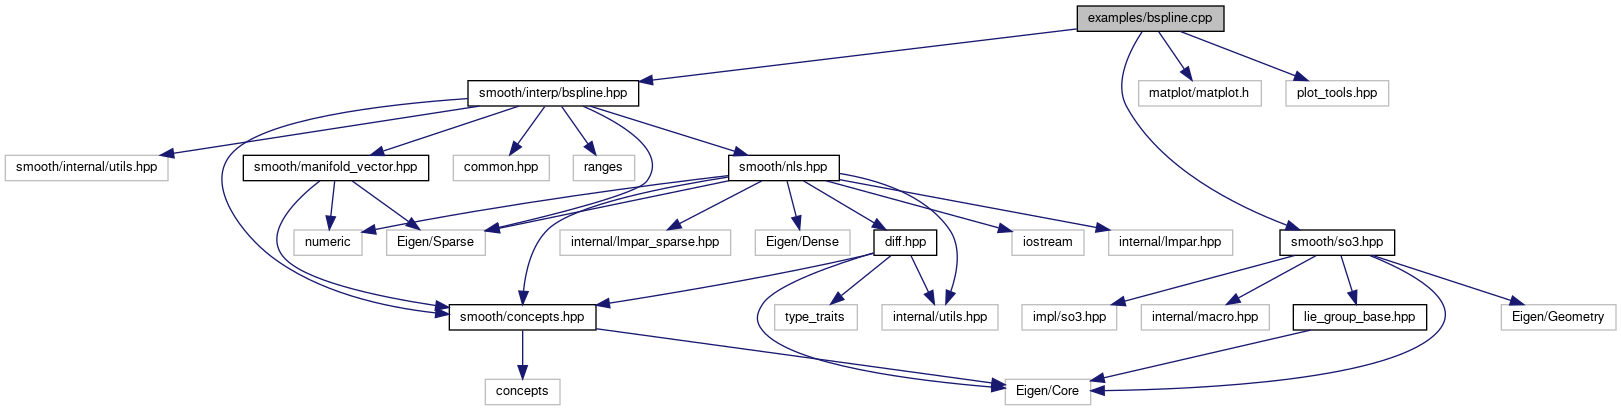 examples/bspline.cpp
smooth/interp/bspline.hpp
matplot/matplot.h
plot_tools.hpp
smooth/internal/utils.hpp
smooth/manifold_vector.hpp
common.hpp
ranges
smooth/nls.hpp
numeric
Eigen/Sparse
internal/lmpar_sparse.hpp
Eigen/Dense
diff.hpp
iostream
internal/lmpar.hpp
smooth/so3.hpp
smooth/concepts.hpp
type_traits
internal/utils.hpp
impl/so3.hpp
internal/macro.hpp
lie_group_base.hpp
Eigen/Geometry
concepts
Eigen/Core